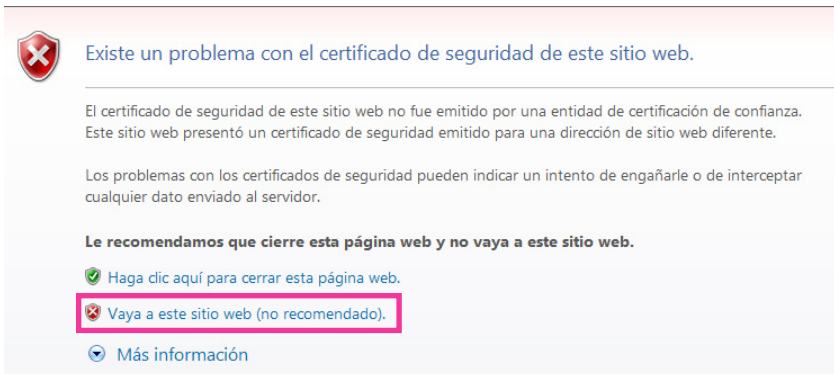 Existe un problema con el certificado de seguridad de este sitio web.
El certificado de seguridad de este sitio web no fue emitido por una entidad de certificación de confianza.
Este sitio web presentó un certificado de seguridad emitido para una dirección de sitio web diferente.
Los problemas con los certificados de seguridad pueden indicar un intento de engañarle o de interceptar
cualquier dato enviado al servidor.
Le recomendamos que cierre esta página web y no vaya a este sitio web.
Haga clic aquí para cerrar esta página web.
Vaya a este sitio web (no recomendado).
Más información